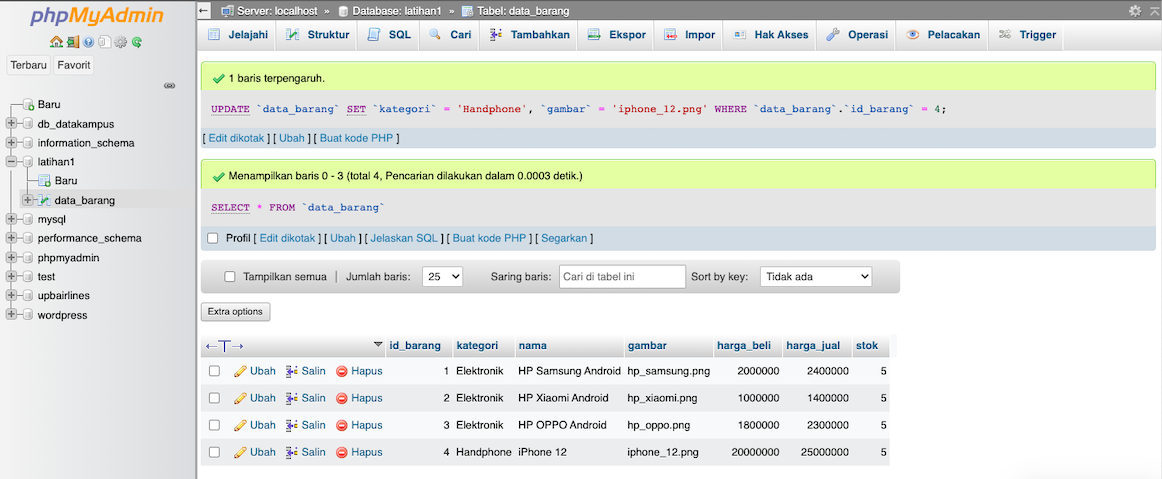 phpMyAdmin
Terbaru Favorit
Baru
db_datakampus
information_schema
latihan1
Baru
data_barang
mysql
performance_schema
phpmyadmin
test
upbairlines
wordpress
Server: localhost » Database: latihan1 » Tabel: data_barang
Jelajahi Struktur SQL Cari Tambahkan Ekspor Impor Hak Akses Operasi Pelacakan Trigger
1 baris terpengaruh.
UPDATE `data_barang` SET `kategori` = 'Handphone', `gambar` = 'iphone_12.png' WHERE `data_barang`.`id_barang` = 4;
[ Edit dikotak ] [ Ubah ] [ Buat kode PHP ]
Menampilkan baris 0 - 3 (total 4, Pencarian dilakukan dalam 0.0003 detik.)
SELECT * FROM `data_barang`
Profil [ Edit dikotak ] [ Ubah ] [ Jelaskan SQL ] [ Buat kode PHP ] [ Segarkan ]
Tampilkan semua | Jumlah baris: 25 Saring baris: Cari di tabel ini Sort by key: Tidak ada
Extra options
←T→ id_barang kategori nama gambar harga_beli harga_jual stok
Ubah Salin Hapus 1 Elektronik HP Samsung Android hp_samsung.png 2000000 2400000 5
Ubah Salin Hapus 2 Elektronik HP Xiaomi Android hp_xiaomi.png 1000000 1400000 5
Ubah Salin Hapus 3 Elektronik HP OPPO Android hp_oppo.png 1800000 2300000 5
Ubah Salin Hapus 4 Handphone iPhone 12 iphone_12.png 20000000 25000000 5